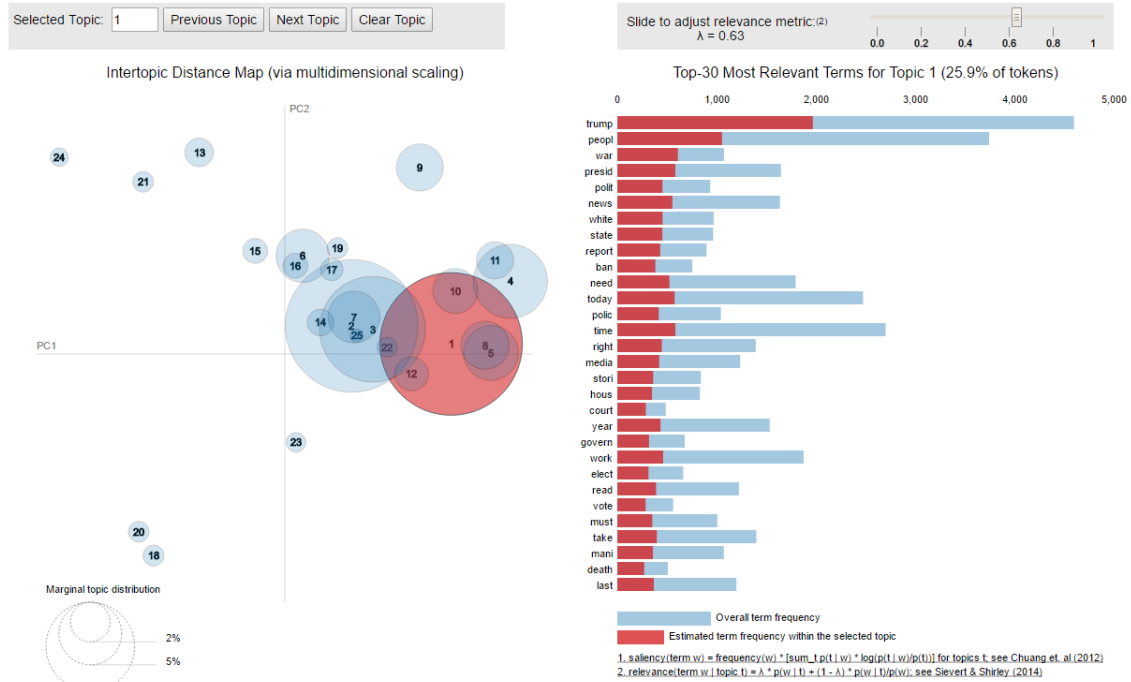 Selected Topic: 1 Previous Topic Next Topic Clear Topic
Slide to adjust relevance metric:(2)
λ = 0.63
0.0 0.2 0.4 0.6 0.8 1
Intertopic Distance Map (via multidimensional scaling)
PC2
PC1
24
13
21
9
15
6
19
16
17
11
4
10
14
7
2
3
25
22
1
8
5
12
23
20
18
Marginal topic distribution
2%
5%
Top-30 Most Relevant Terms for Topic 1 (25.9% of tokens)
0 1,000 2,000 3,000 4,000 5,000
trump
peopl
war
presid
polit
news
white
state
report
ban
need
today
polic
time
right
media
stori
hous
court
year
govern
work
elect
read
vote
must
take
mani
death
last
Overall term frequency
Estimated term frequency within the selected topic
1. saliency(term w) = frequency(w) * [sum_t p(t | w) * log(p(t | w)/p(t))] for topics t; see Chuang et. al (2012)
2. relevance(term w | topic t) = λ * p(w | t) + (1 - λ) * p(w | t)/p(w); see Sievert & Shirley (2014)